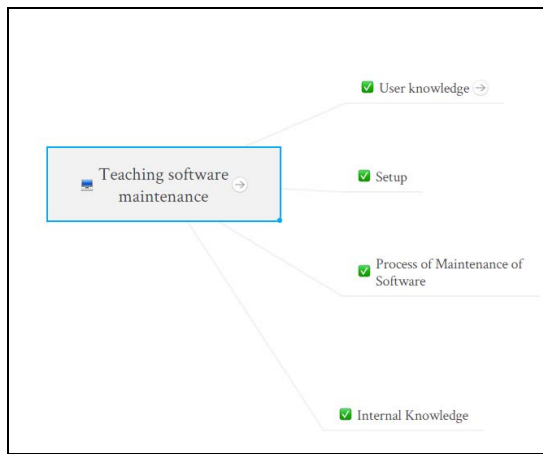 User knowledge
Teaching software
maintenance
Setup
Process of Maintenance of
Software
Internal Knowledge